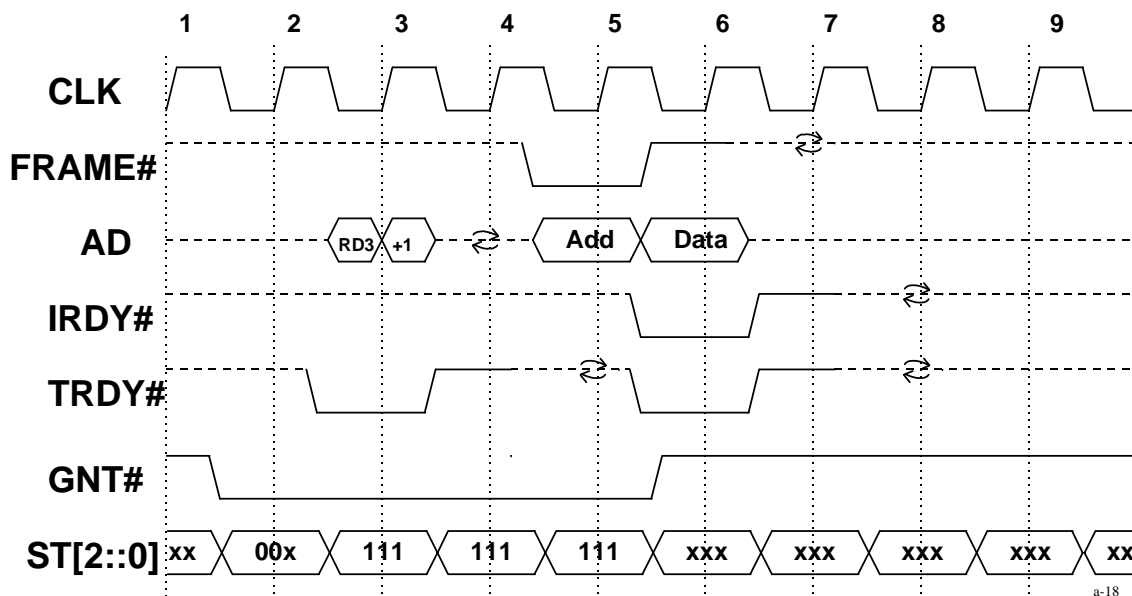 1 2 3 4 5 6 7 8 9
CLK
FRAME#
AD RD3 +1 Add Data
IRDY#
TRDY#
GNT#
ST[2::0] xx 00x 111 111 111 xxx xxx xxx xxx xx
a-18